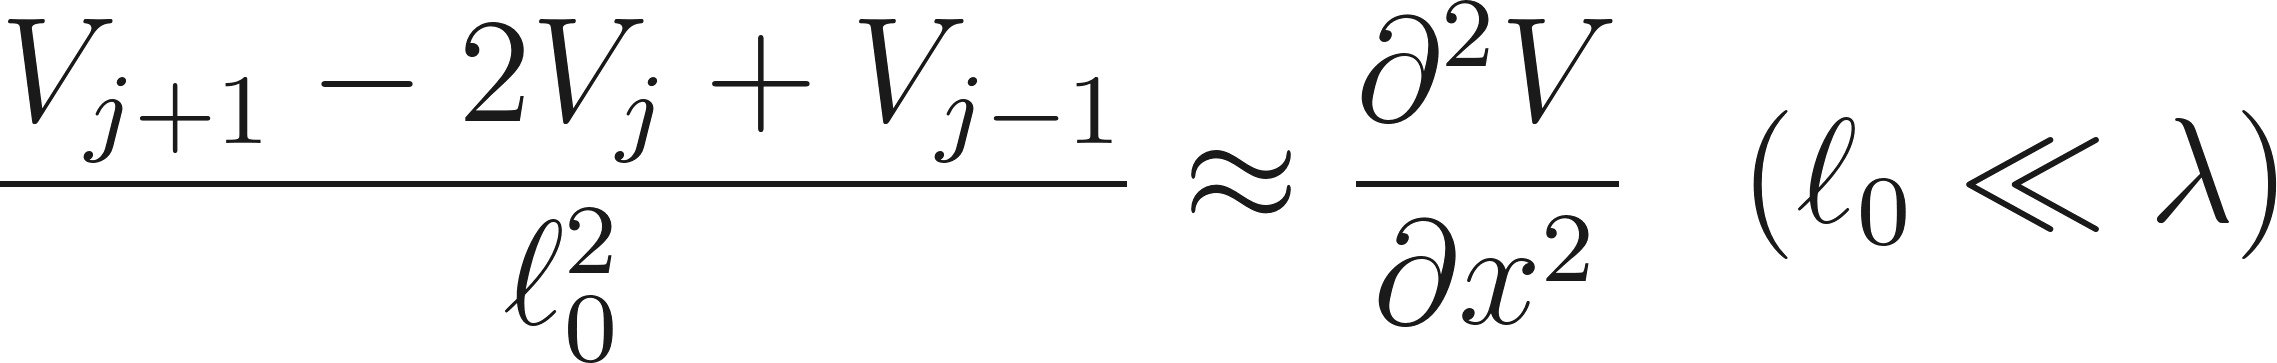 \frac{V_{j+1} - 2V_j + V_{j-1}}{\ell_0^2} \approx \frac{\partial^2 V}{\partial x^2} \quad (\ell_0 \ll \lambda)